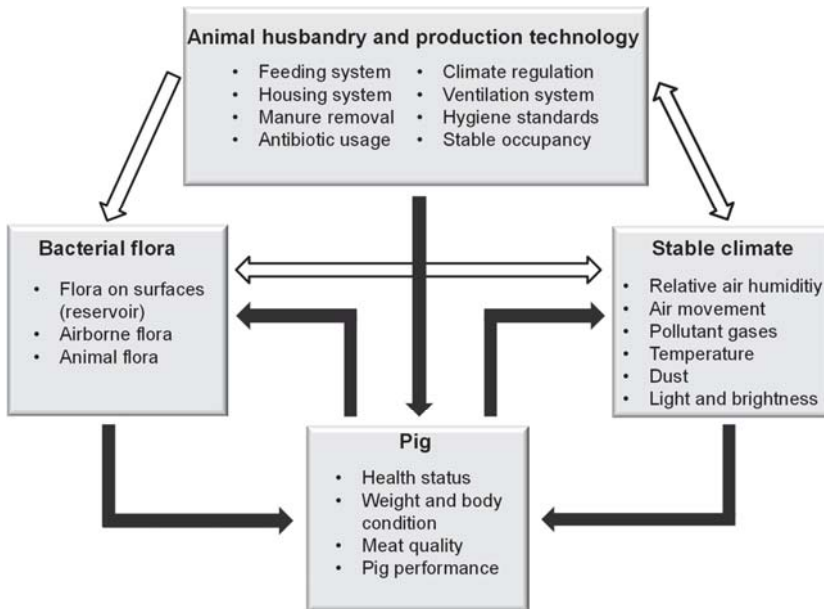 Animal husbandry and production technology
• Feeding system
• Housing system
• Manure removal
• Antibiotic usage
• Climate regulation
• Ventilation system
• Hygiene standards
• Stable occupancy
Bacterial flora
• Flora on surfaces
(reservoir)
• Airborne flora
• Animal flora
Stable climate
• Relative air humiditiy
• Air movement
• Pollutant gases
• Temperature
• Dust
• Light and brightness
Pig
• Health status
• Weight and body
condition
• Meat quality
• Pig performance